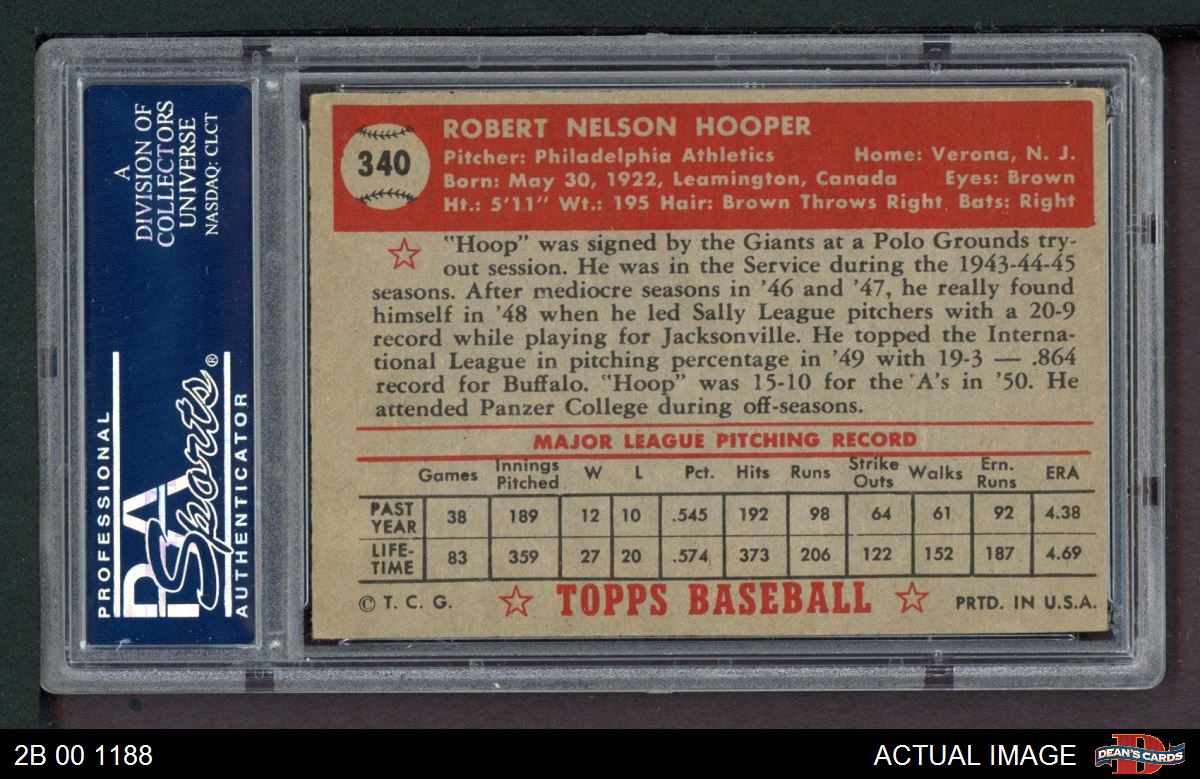 A
DIVISION OF
COLLECTORS
UNIVERSE
NASDAQ: CLCT
PROFESSIONAL
PSA
Sports®
AUTHENTICATOR
340
ROBERT NELSON HOOPER
Pitcher: Philadelphia Athletics Home: Verona, N. J.
Born: May 30, 1922, Leamington, Canada Eyes: Brown
Ht.: 5'11" Wt.: 195 Hair: Brown Throws Right Bats: Right
"Hoop" was signed by the Giants at a Polo Grounds try-
out session. He was in the Service during the 1943-44-45
seasons. After mediocre seasons in '46 and '47, he really found
himself in '48 when he led Sally League pitchers with a 20-9
record while playing for Jacksonville. He topped the Interna-
tional League in pitching percentage in '49 with 19-3 — .864
record for Buffalo. "Hoop" was 15-10 for the A's in '50. He
attended Panzer College during off-seasons.
MAJOR LEAGUE PITCHING RECORD
Games Innings Pitched W L Pct. Hits Runs Strike Outs Walks Ern. Runs ERA
PAST YEAR 38 189 12 10 .545 192 98 64 61 92 4.38
LIFE-TIME 83 359 27 20 .574 373 206 122 152 187 4.69
© T. C. G. TOPPS BASEBALL PRTD. IN U.S.A.
2B 00 1188 ACTUAL IMAGE DEAN'S CARDS